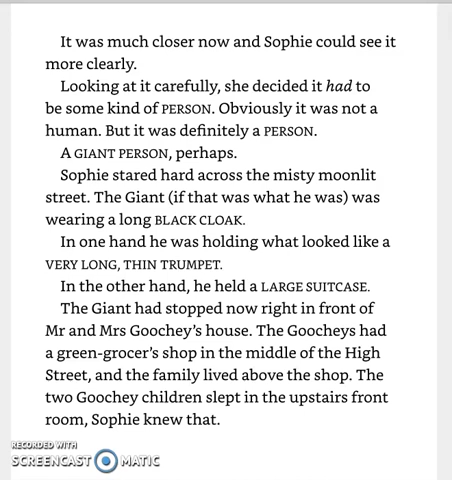 It was much closer now and Sophie could see it
more clearly.
Looking at it carefully, she decided it had to
be some kind of PERSON. Obviously it was not a
human. But it was definitely a PERSON.
A GIANT PERSON, perhaps.
Sophie stared hard across the misty moonlit
street. The Giant (if that was what he was) was
wearing a long BLACK CLOAK.
In one hand he was holding what looked like a
VERY LONG, THIN TRUMPET.
In the other hand, he held a LARGE SUITCASE.
The Giant had stopped now right in front of
Mr and Mrs Goochey’s house. The Goocheys had
a green-grocer’s shop in the middle of the High
Street, and the family lived above the shop. The
two Goochey children slept in the upstairs front
room, Sophie knew that.
RECORDED WITH
SCREENCAST MATIC